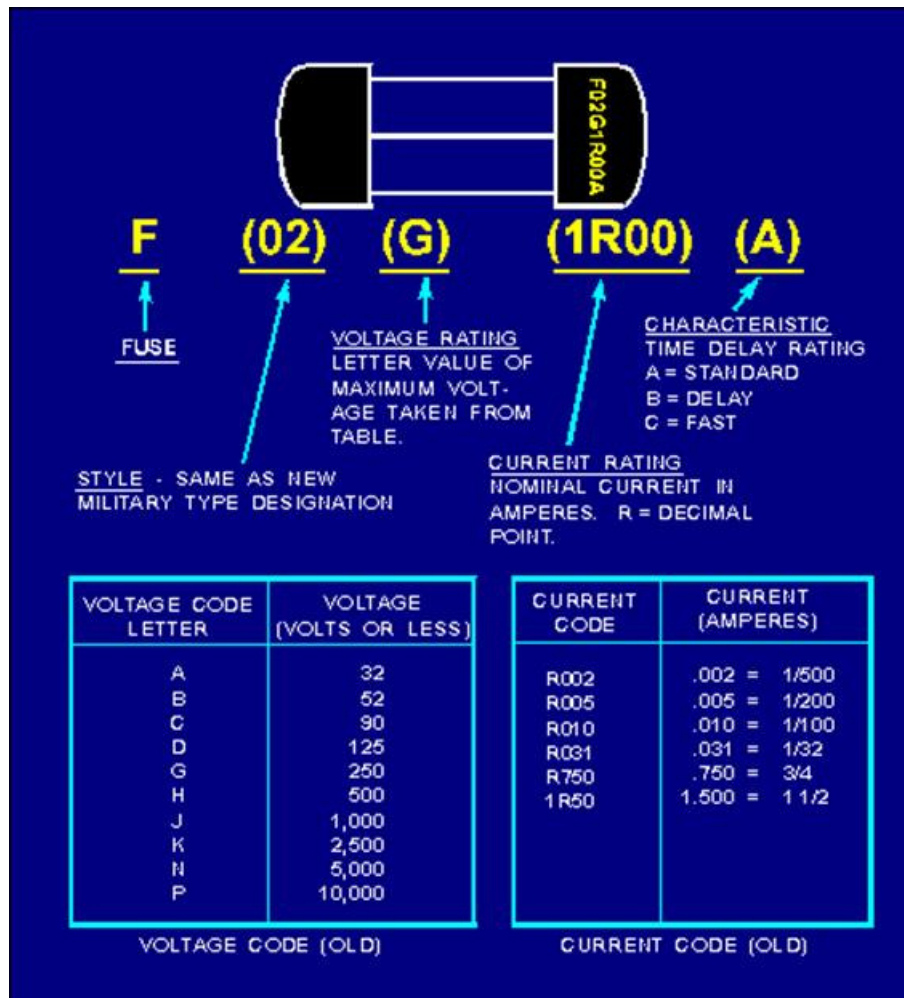 F02G1R00A
F (02) (G) (1R00) (A)
FUSE
VOLTAGE RATING
LETTER VALUE OF
MAXIMUM VOLT-
AGE TAKEN FROM
TABLE.
CHARACTERISTIC
TIME DELAY RATING
A = STANDARD
B = DELAY
C = FAST
STYLE - SAME AS NEW
MILITARY TYPE DESIGNATION
CURRENT RATING
NOMINAL CURRENT IN
AMPERES. R = DECIMAL
POINT.
VOLTAGE CODE
LETTER
VOLTAGE
(VOLTS OR LESS)
A 32
B 52
C 90
D 125
G 250
H 500
J 1,000
K 2,500
N 5,000
P 10,000
VOLTAGE CODE (OLD)
CURRENT
CODE
CURRENT
(AMPERES)
R002 .002 = 1/500
R005 .005 = 1/200
R010 .010 = 1/100
R031 .031 = 1/32
R750 .750 = 3/4
1R50 1.500 = 1 1/2
CURRENT CODE (OLD)